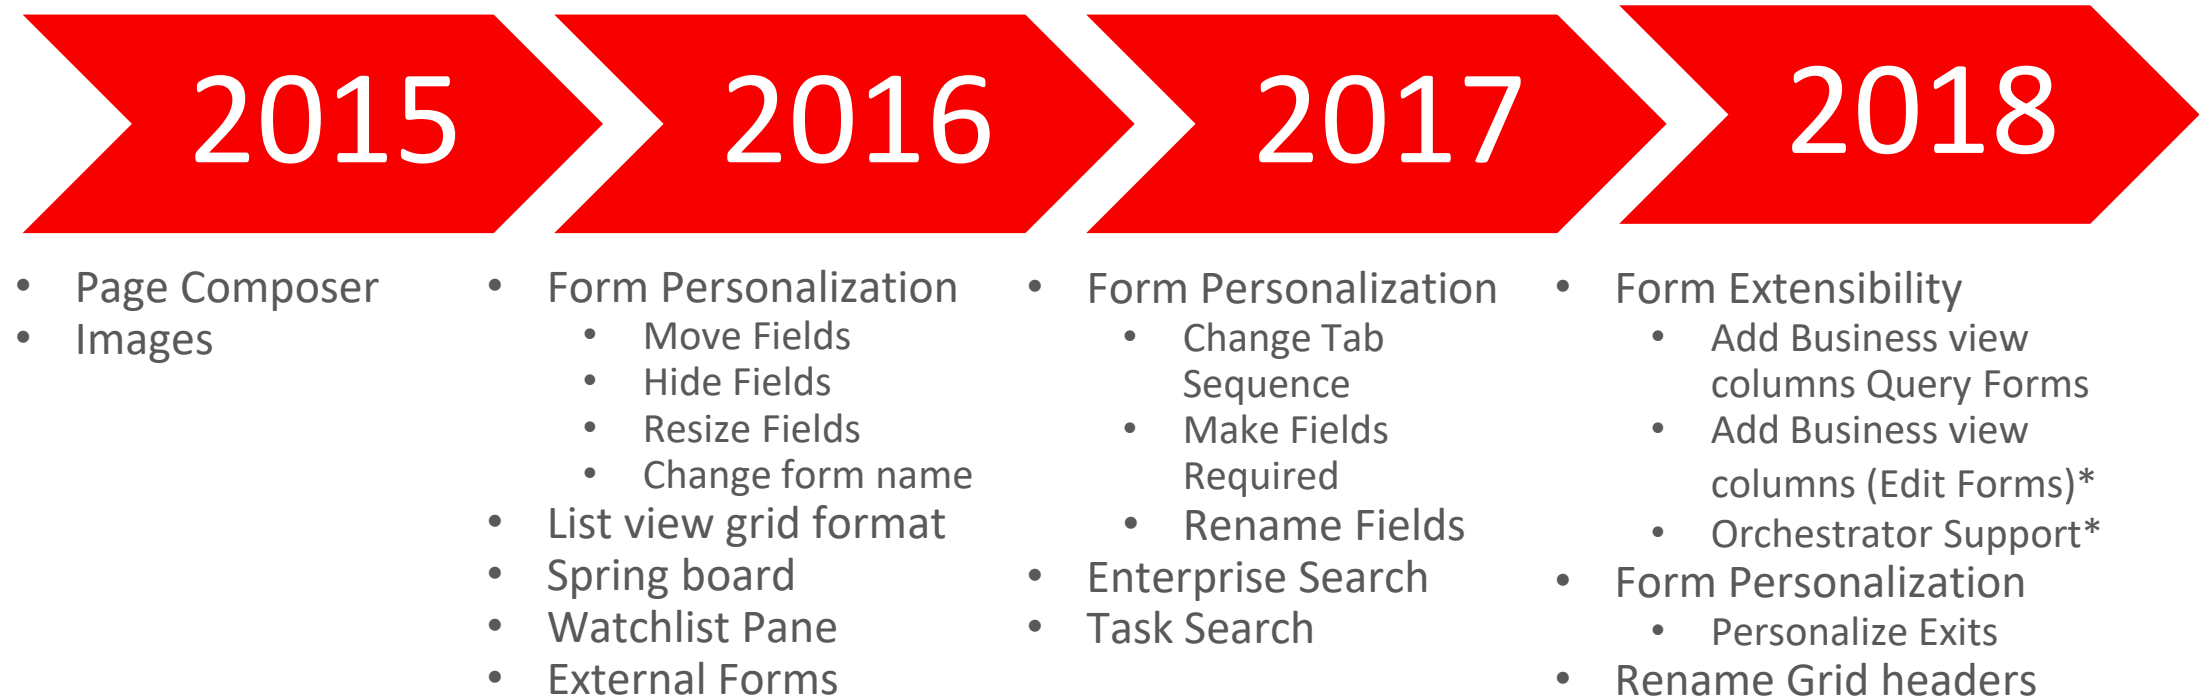 2015
• Page Composer
• Images
2016
• Form Personalization
• Move Fields
• Hide Fields
• Resize Fields
• Change form name
• List view grid format
• Spring board
• Watchlist Pane
• External Forms
2017
• Form Personalization
• Change Tab
Sequence
• Make Fields
Required
• Rename Fields
• Enterprise Search
• Task Search
2018
• Form Extensibility
• Add Business view
columns Query Forms
• Add Business view
columns (Edit Forms)*
• Orchestrator Support*
• Form Personalization
• Personalize Exits
• Rename Grid headers